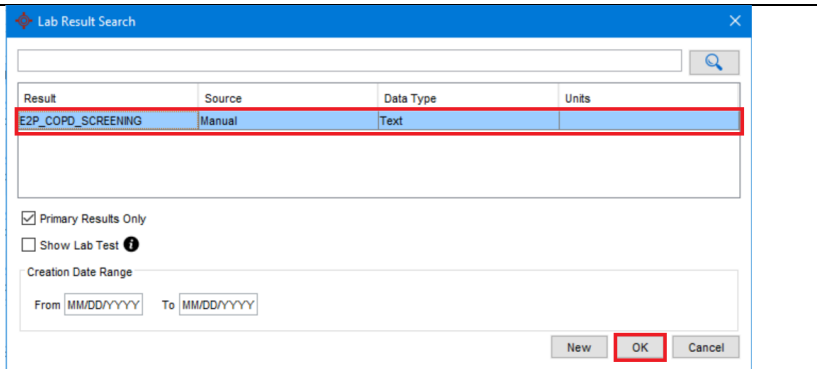 Lab Result Search
Result Source Data Type Units
E2P_COPD_SCREENING Manual Text
Primary Results Only
Show Lab Test i
Creation Date Range
From MM/DD/YYYY To MM/DD/YYYY
New OK Cancel